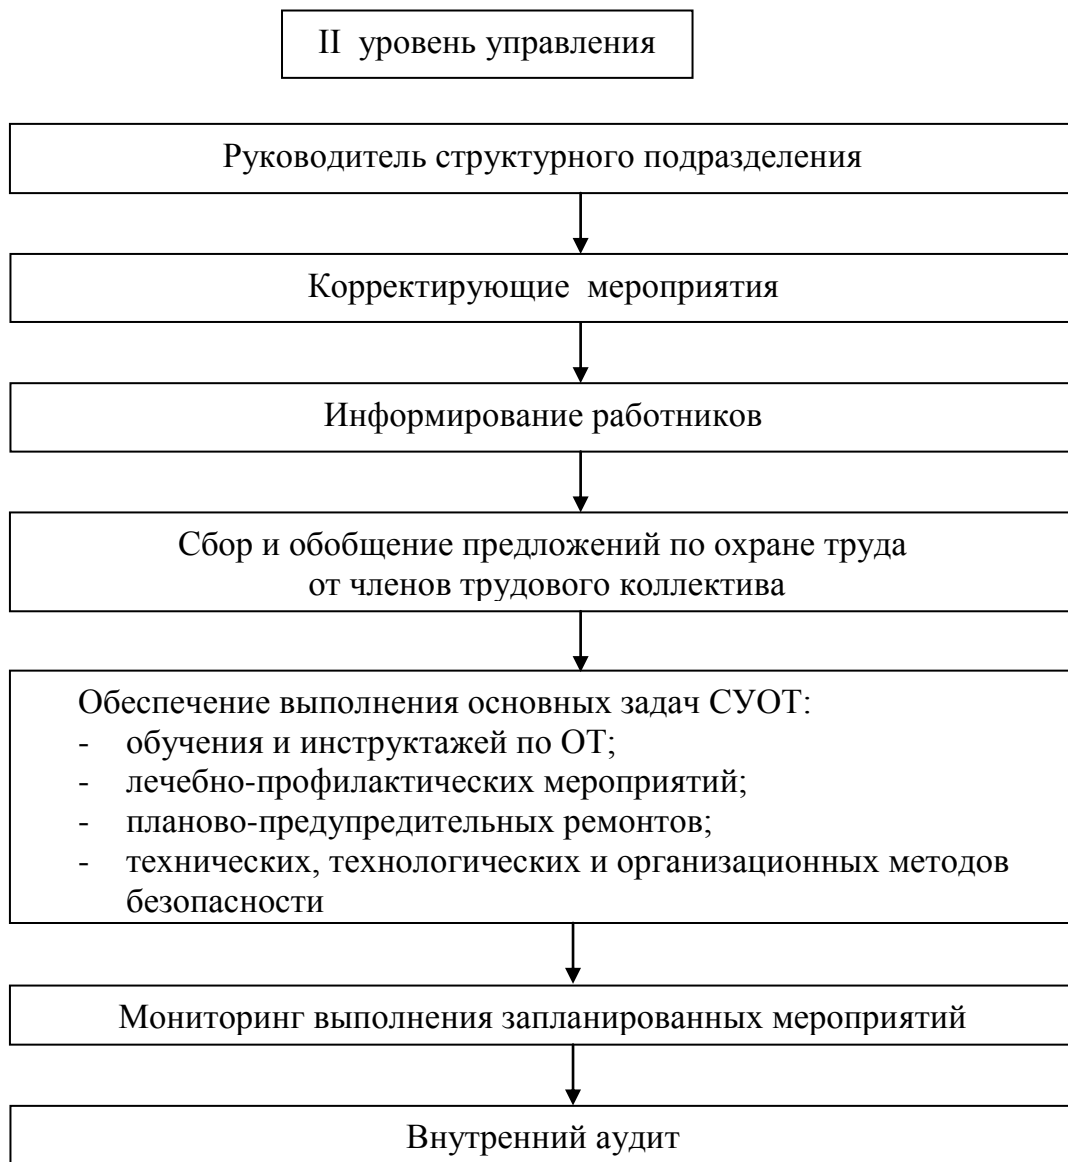 II уровень управления
Руководитель структурного подразделения
Корректирующие мероприятия
Информирование работников
Сбор и обобщение предложений по охране труда
от членов трудового коллектива
Обеспечение выполнения основных задач СУОТ:
- обучения и инструктажей по ОТ;
- лечебно-профилактических мероприятий;
- планово-предупредительных ремонтов;
- технических, технологических и организационных методов
безопасности
Мониторинг выполнения запланированных мероприятий
Внутренний аудит